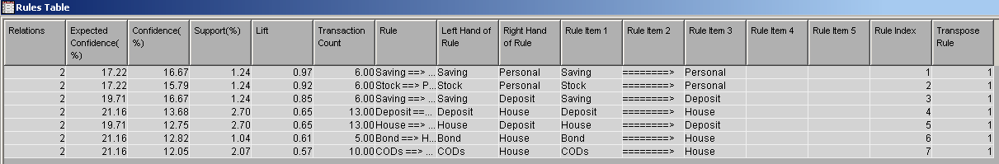 Rules Table
Relations Expected Confidence(%) Confidence(%) Support(%) Lift Transaction Count Rule Left Hand of Rule Right Hand of Rule Rule Item 1 Rule Item 2 Rule Item 3 Rule Item 4 Rule Item 5 Rule Index Transpose Rule
2 17.22 16.67 1.24 0.97 6.00 Saving ==> ... Saving Personal Saving ========> Personal 1 1
2 17.22 15.79 1.24 0.92 6.00 Stock ==> P... Stock Personal Stock ========> Personal 2 1
2 19.71 16.67 1.24 0.85 6.00 Saving ==> ... Saving Deposit Saving ========> Deposit 3 1
2 21.16 13.68 2.70 0.65 13.00 Deposit ==... Deposit House Deposit ========> House 4 1
2 19.71 12.75 2.70 0.65 13.00 House ==> ... House Deposit House ========> Deposit 5 1
2 21.16 12.82 1.04 0.61 5.00 Bond ==> H... Bond House Bond ========> House 6 1
2 21.16 12.05 2.07 0.57 10.00 CODs ==> ... CODs House CODs ========> House 7 1